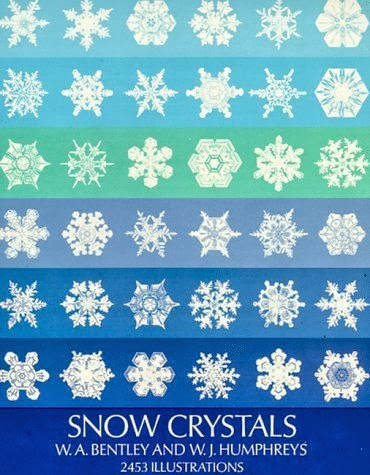 SNOW CRYSTALS
W. A. BENTLEY AND W. J. HUMPHREYS
2453 ILLUSTRATIONS